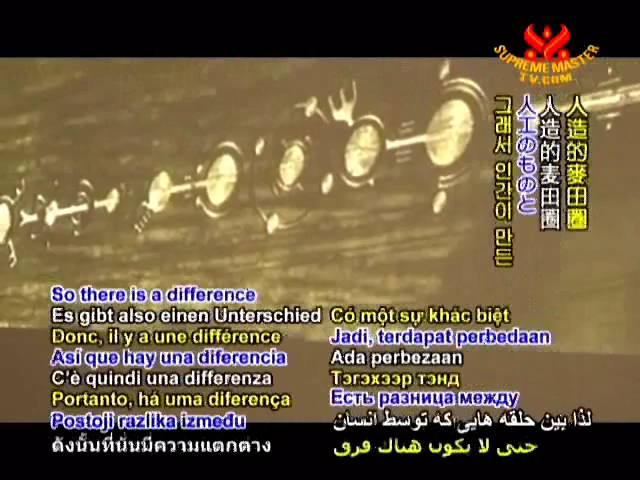 SUPREME MASTER
TV.COM
人造的麥田圈
人造的麦田圈
人工のものと
그래서 인간이 만든
So there is a difference
Es gibt also einen Unterschied
Donc, il y a une différence
Así que hay una diferencia
C'è quindi una differenza
Portanto, há uma diferença
Postoji razlika između
ดังนั้นที่นั่นมีความแตกต่าง
Có một sự khác biệt
Jadi, terdapat perbedaan
Ada perbezaan
Тэгэхээр тэнд
Есть разница между
لذا بین حلقه هایی که توسط انسان
حتى لا يكون هناك فرق